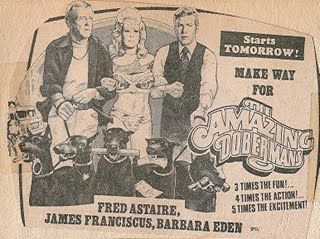 Starts
TOMORROW!
MAKE WAY
FOR
THE
AMAZING
DOBERMANS
3 TIMES THE FUN!...
4 TIMES THE ACTION!...
5 TIMES THE EXCITEMENT!
FRED ASTAIRE,
JAMES FRANCISCUS, BARBARA EDEN